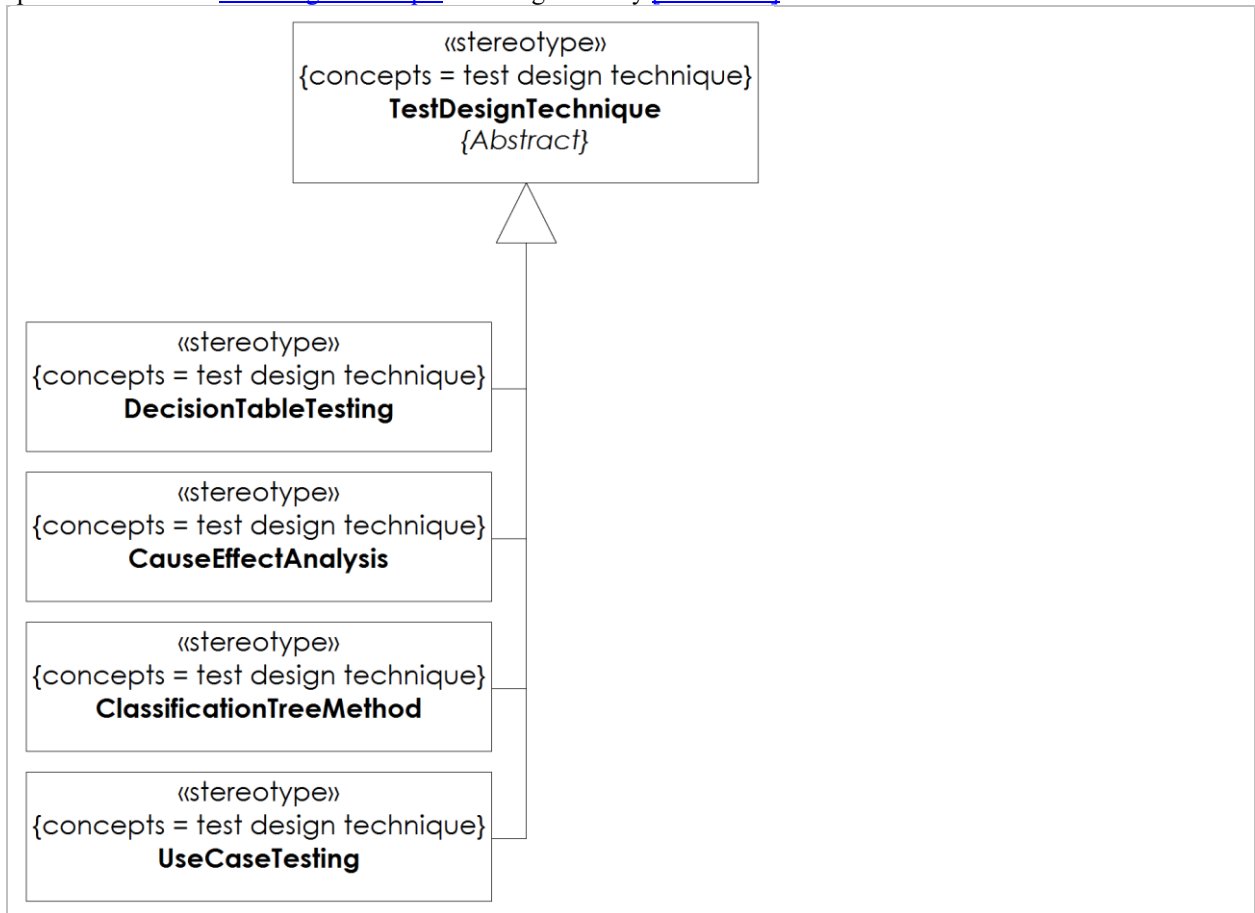 «stereotype»
{concepts = test design technique}
TestDesignTechnique
{Abstract}
«stereotype»
{concepts = test design technique}
DecisionTableTesting
«stereotype»
{concepts = test design technique}
CauseEffectAnalysis
«stereotype»
{concepts = test design technique}
ClassificationTreeMethod
«stereotype»
{concepts = test design technique}
UseCaseTesting